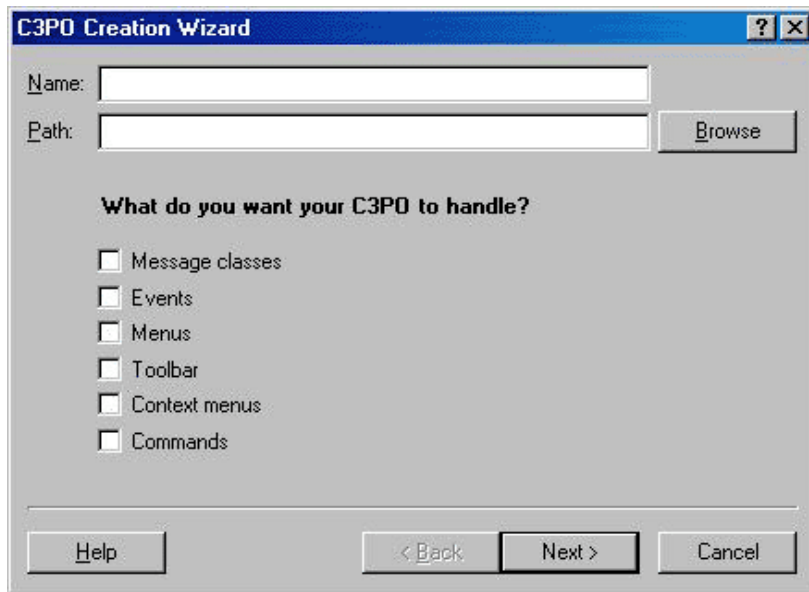 C3PO Creation Wizard
Name:
Path:
Browse
What do you want your C3PO to handle?
Message classes
Events
Menus
Toolbar
Context menus
Commands
Help
< Back
Next >
Cancel